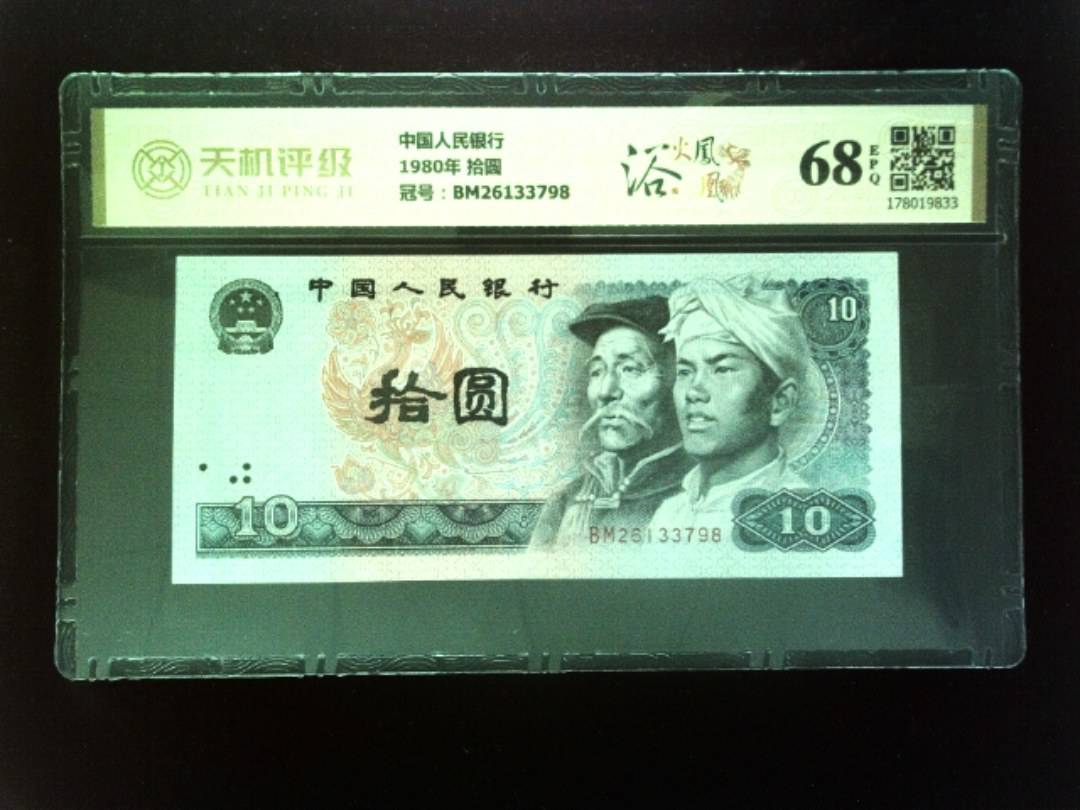 天机评级
TIAN JI PING JI
中国人民银行
1980年 拾圆
冠号：BM26133798
浴火凤凰
68
EPQ
178019833
中国人民银行
10
拾圆
10
BM26133798
10